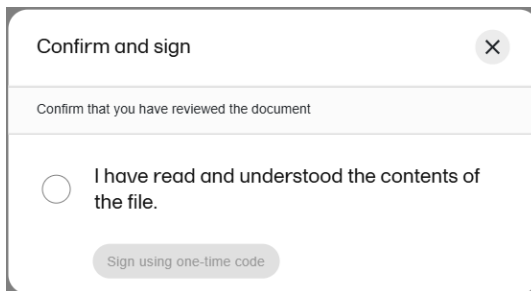 Confirm and sign
Confirm that you have reviewed the document
I have read and understood the contents of
the file.
Sign using one-time code